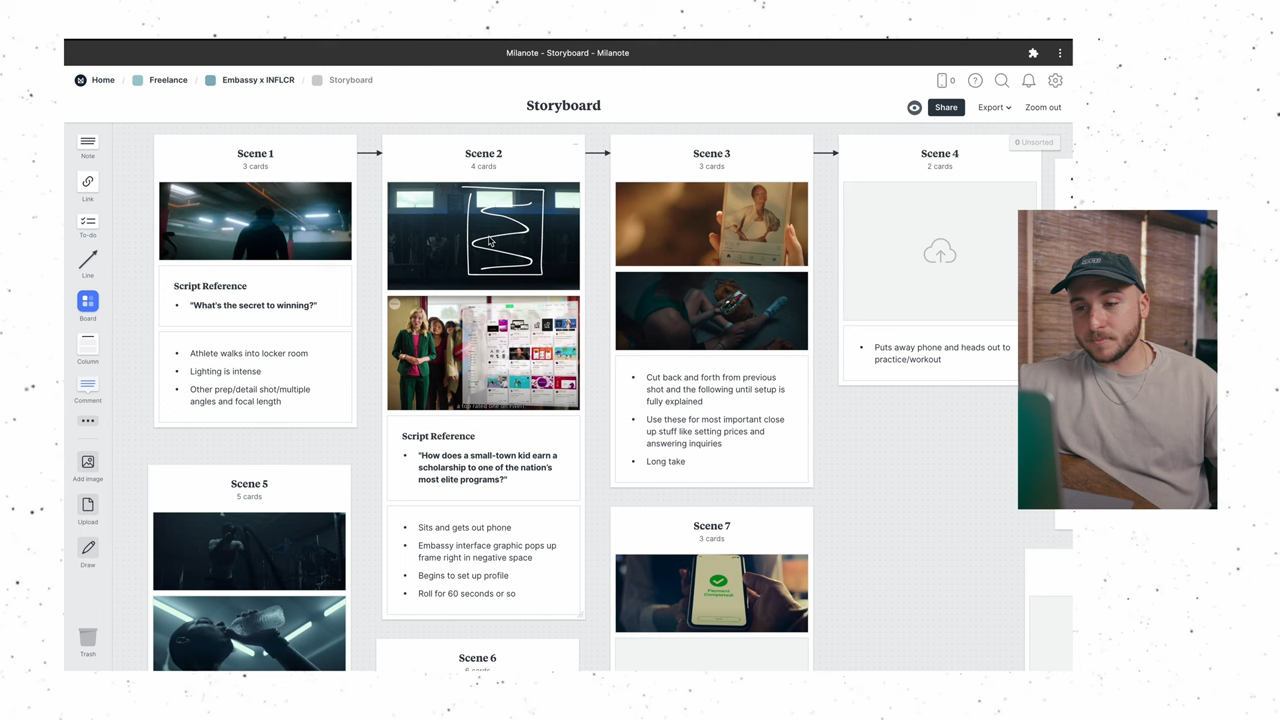 Milanote - Storyboard - Milanote
Home / Freelance / Embassy x INFLCR / Storyboard
0
Storyboard
Share
Export
Zoom out
0 Unsorted
Note
Link
To-do
Line
Board
Column
Comment
Add image
Upload
Draw
Trash
Scene 1
3 cards
Script Reference
• "What's the secret to winning?"
• Athlete walks into locker room
• Lighting is intense
• Other prep/detail shot/multiple
angles and focal length
Scene 2
4 cards
a top rated one on Fiverr
Script Reference
• "How does a small-town kid earn a
scholarship to one of the nation's
most elite programs?"
• Sits and gets out phone
• Embassy interface graphic pops up
frame right in negative space
• Begins to set up profile
• Roll for 60 seconds or so
Scene 3
3 cards
• Cut back and forth from previous
shot and the following until setup is
fully explained
• Use these for most important close
up stuff like setting prices and
answering inquiries
• Long take
Scene 4
2 cards
• Puts away phone and heads out to
practice/workout
Scene 5
5 cards
Scene 6
Scene 7
3 cards
Payment
Completed!